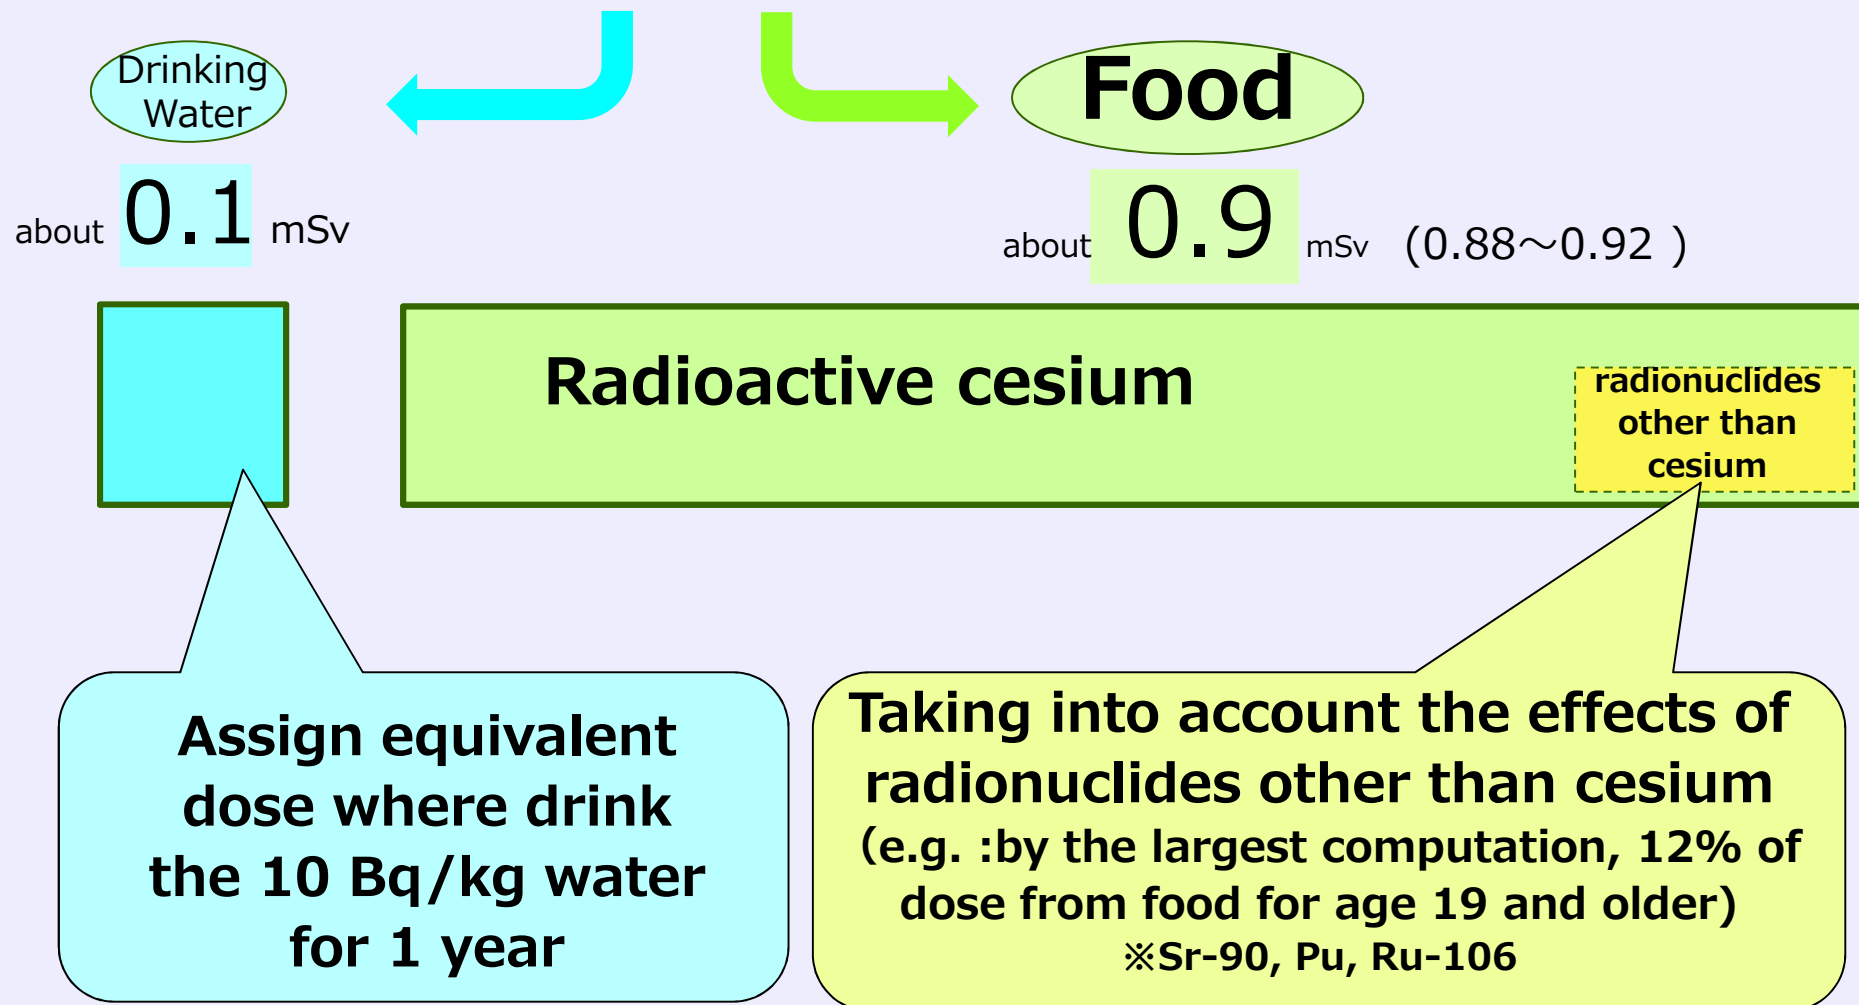 Drinking
Water
Food
about 0.1 mSv
about 0.9 mSv (0.88～0.92 )
Radioactive cesium
radionuclides
other than
cesium
Assign equivalent
dose where drink
the 10 Bq/kg water
for 1 year
Taking into account the effects of
radionuclides other than cesium
(e.g. :by the largest computation, 12% of
dose from food for age 19 and older)
※Sr-90, Pu, Ru-106